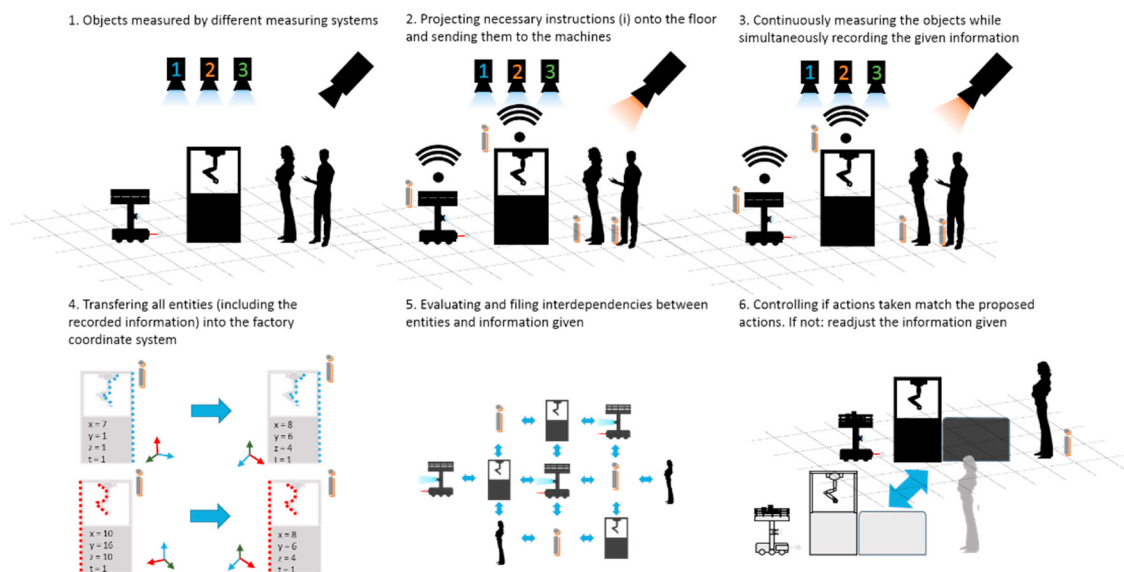 1. Objects measured by different measuring systems
2. Projecting necessary instructions (i) onto the floor
and sending them to the machines
3. Continuously measuring the objects while
simultaneously recording the given information
1 2 3
1 2 3
1 2 3
i
i
i i
i
i
i i
4. Transfering all entities (including the
recorded information) into the factory
coordinate system
5. Evaluating and filing interdependencies between
entities and information given
6. Controlling if actions taken match the proposed
actions. If not: readjust the information given
i
x = 7
y = 1
z = 1
t = 1
i
x = 8
y = 6
z = 4
t = 1
i
x = 10
y = 16
z = 10
t = 1
i
x = 8
y = 6
z = 4
t = 1
i
i
i
i